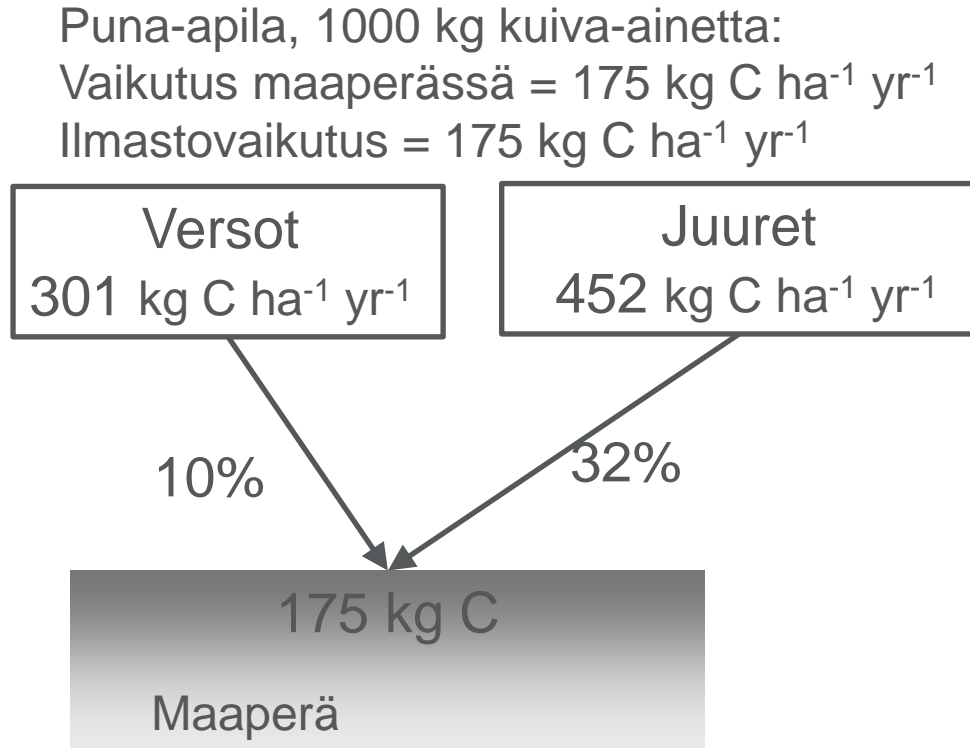 Puna-apila, 1000 kg kuiva-ainetta:
Vaikutus maaperässä = 175 kg C ha⁻¹ yr⁻¹
Ilmastovaikutus = 175 kg C ha⁻¹ yr⁻¹
Versot
301 kg C ha⁻¹ yr⁻¹
Juuret
452 kg C ha⁻¹ yr⁻¹
10%
32%
175 kg C
Maaperä